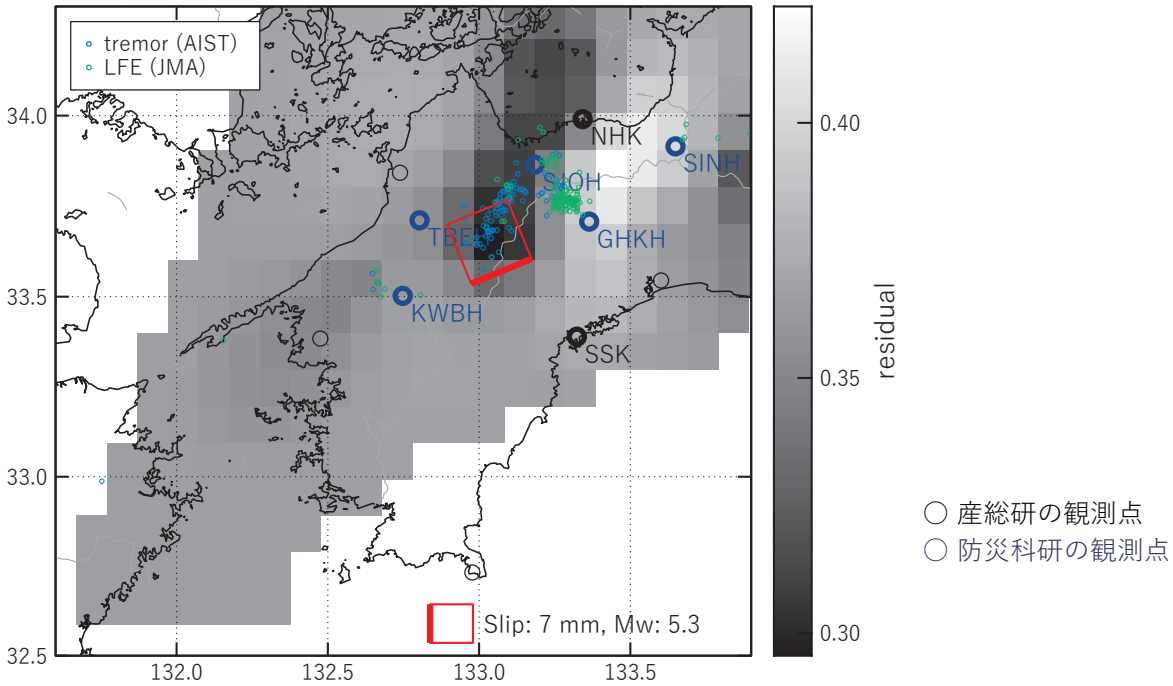 tremor (AIST)
LFE (JMA)
34.0
33.5
33.0
32.5
132.0
132.5
133.0
133.5
NHK
SINH
SJOH
GHKH
KWBH
SSK
Slip: 7 mm, Mw: 5.3
0.40
0.35
0.30
residual
○ 産総研の観測点
○ 防災科研の観測点